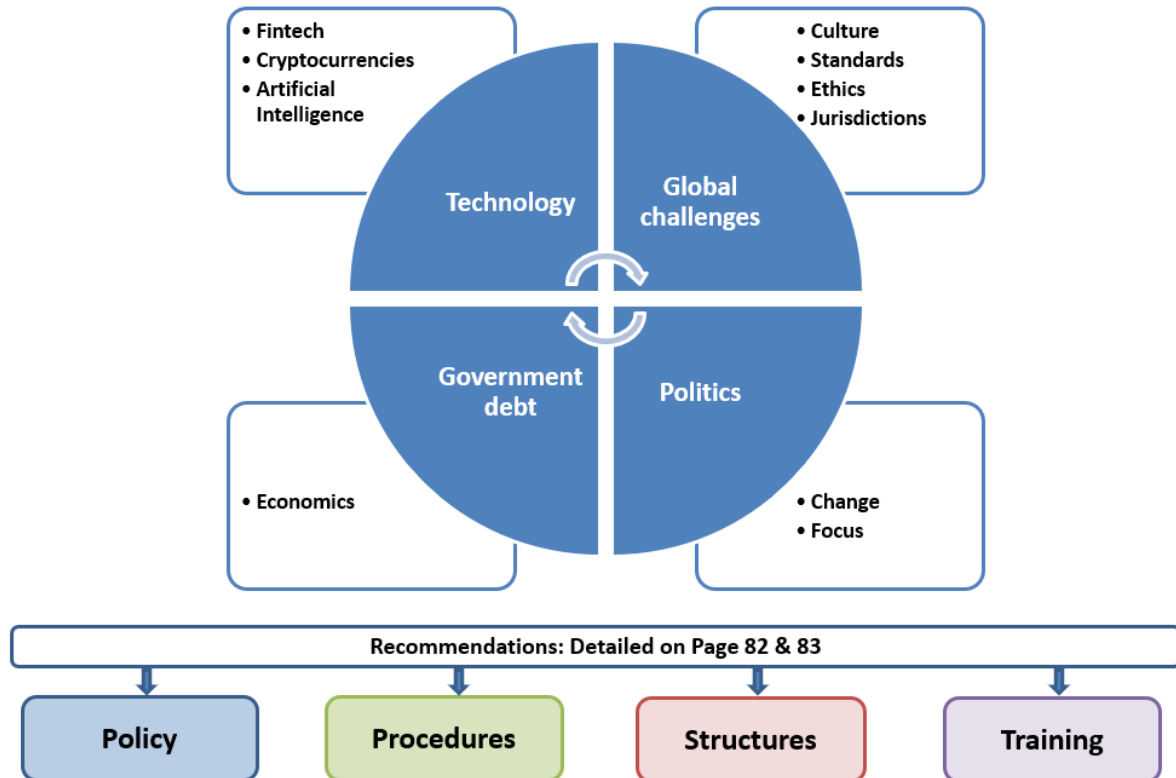 • Fintech
• Cryptocurrencies
• Artificial
Intelligence
• Culture
• Standards
• Ethics
• Jurisdictions
Technology
Global
challenges
Government
debt
Politics
• Economics
• Change
• Focus
Recommendations: Detailed on Page 82 & 83
Policy
Procedures
Structures
Training